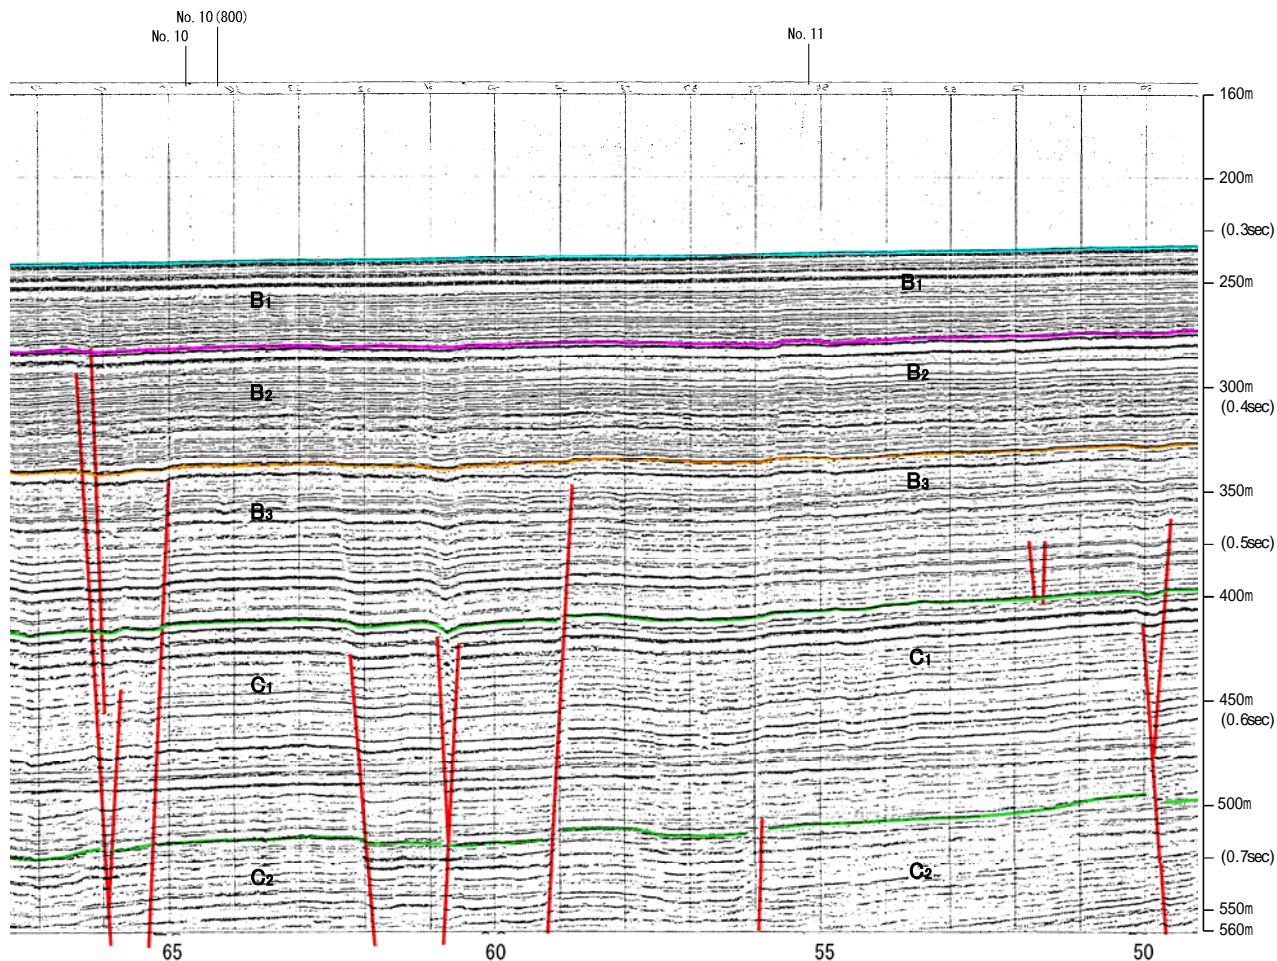 No. 10 (800)
No. 10
No. 11
160m
200m
(0.3sec)
250m
B1
B1
B2
300m
B2
(0.4sec)
B3
350m
B3
(0.5sec)
400m
C1
C1
450m
(0.6sec)
500m
(0.7sec)
C2
C2
550m
560m
65 60 55 50